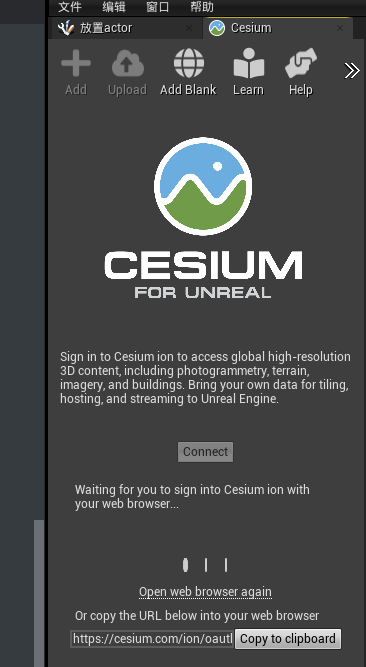 文件 编辑 窗口 帮助
放置actor Cesium
Add Upload Add Blank Learn Help
CESIUM
FOR UNREAL
Sign in to Cesium ion to access global high-resolution
3D content, including photogrammetry, terrain,
imagery, and buildings. Bring your own data for tiling,
hosting, and streaming to Unreal Engine.
Connect
Waiting for you to sign into Cesium ion with
your web browser...
Open web browser again
Or copy the URL below into your web browser
https://cesium.com/ion/oautl Copy to clipboard